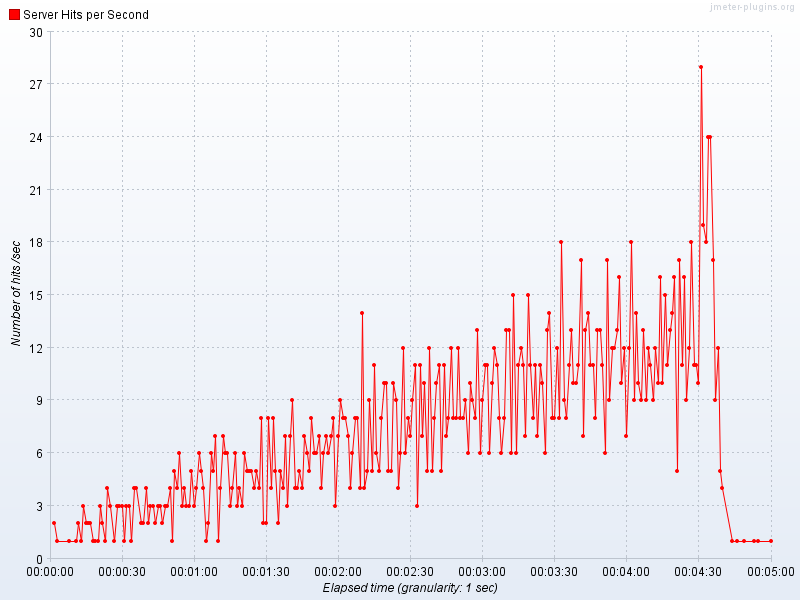 jmeter-plugins.org
Server Hits per Second
30
27
24
21
18
15
12
9
6
3
0
Number of hits /sec
00:00:00 00:00:30 00:01:00 00:01:30 00:02:00 00:02:30 00:03:00 00:03:30 00:04:00 00:04:30 00:05:00
Elapsed time (granularity: 1 sec)